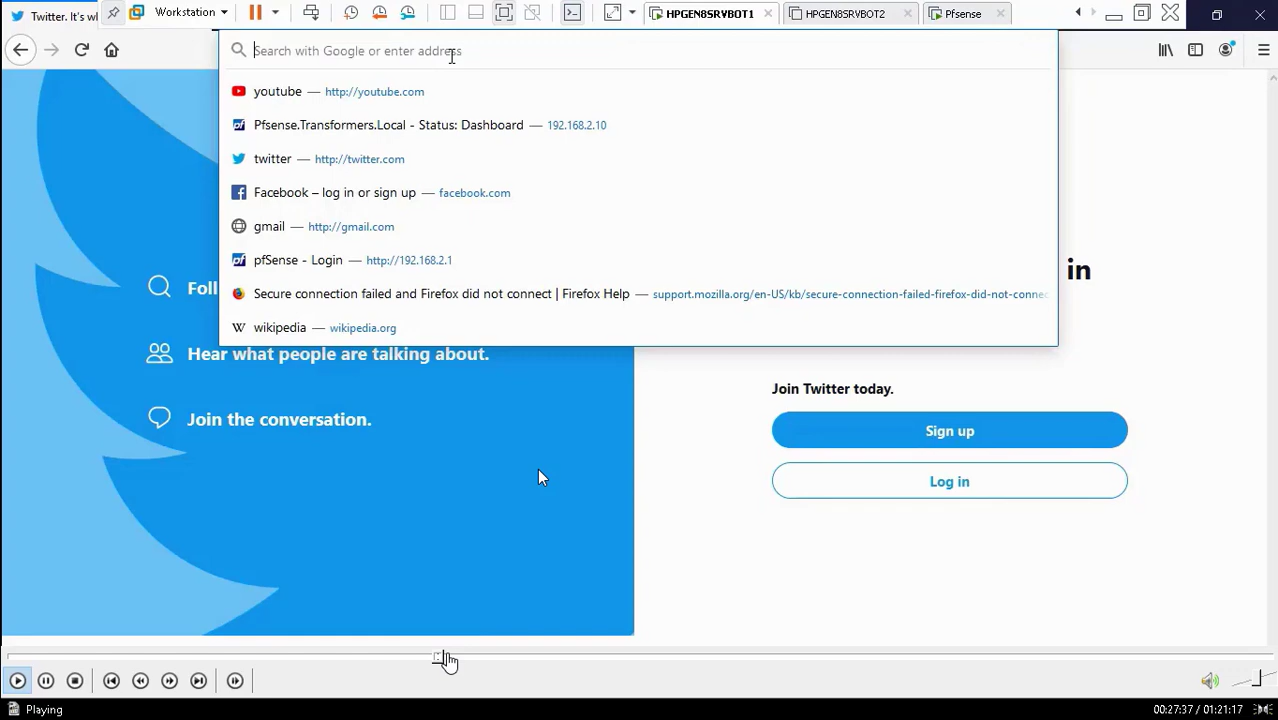 Twitter. It's wl
Workstation
HPGEN8SRVBOT1
HPGEN8SRVBOT2
Pfsense
Search with Google or enter address
youtube — http://youtube.com
Pfsense.Transformers.Local - Status: Dashboard — 192.168.2.10
twitter — http://twitter.com
Facebook – log in or sign up — facebook.com
gmail — http://gmail.com
pfSense - Login — http://192.168.2.1
Secure connection failed and Firefox did not connect | Firefox Help — support.mozilla.org/en-US/kb/secure-connection-failed-firefox-did-not-connec
W wikipedia — wikipedia.org
Foll
in
Hear what people are talking about.
Join the conversation.
Join Twitter today.
Sign up
Log in
Playing
00:27:37 / 01:21:17